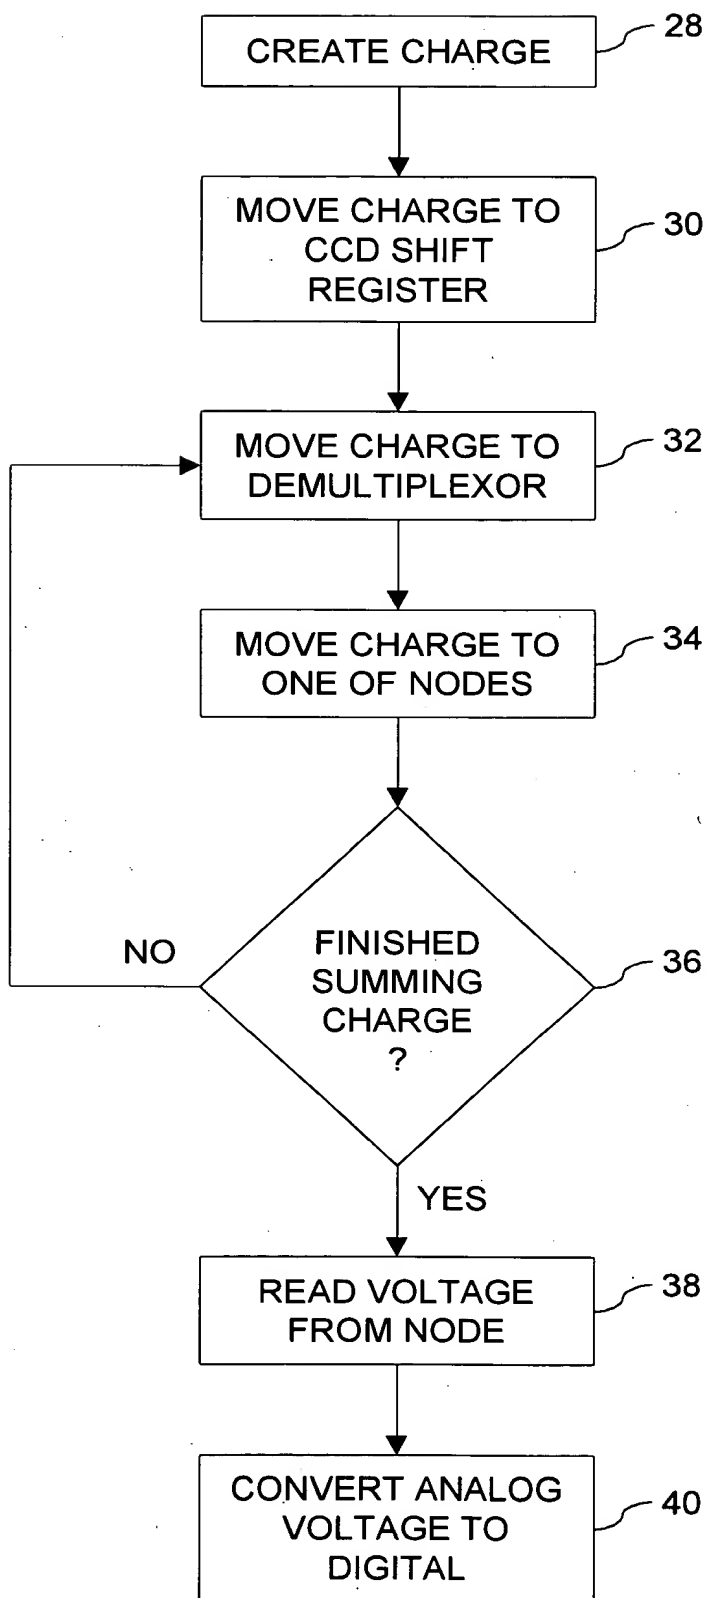 CREATE CHARGE
28
MOVE CHARGE TO
CCD SHIFT
REGISTER
30
MOVE CHARGE TO
DEMULTIPLEXOR
32
MOVE CHARGE TO
ONE OF NODES
34
NO
FINISHED
SUMMING
CHARGE
?
36
YES
READ VOLTAGE
FROM NODE
38
CONVERT ANALOG
VOLTAGE TO
DIGITAL
40